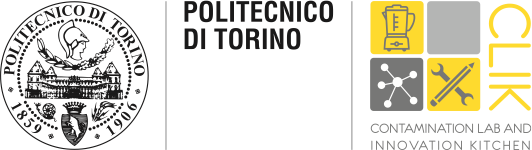 POLITECNICO DI TORINO
1859 1906
POLITECNICO
DI TORINO
CLIK
CONTAMINATION LAB AND
INNOVATION KITCHEN